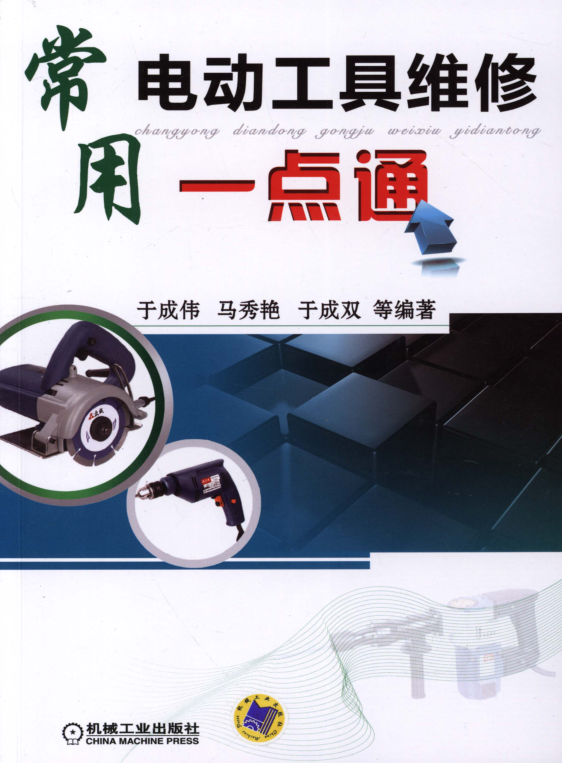 常用
电动工具维修
changyong diandong gongju weixiu yidiantong
一点通
于成伟 马秀艳 于成双 等编著
机械工业出版社
CHINA MACHINE PRESS